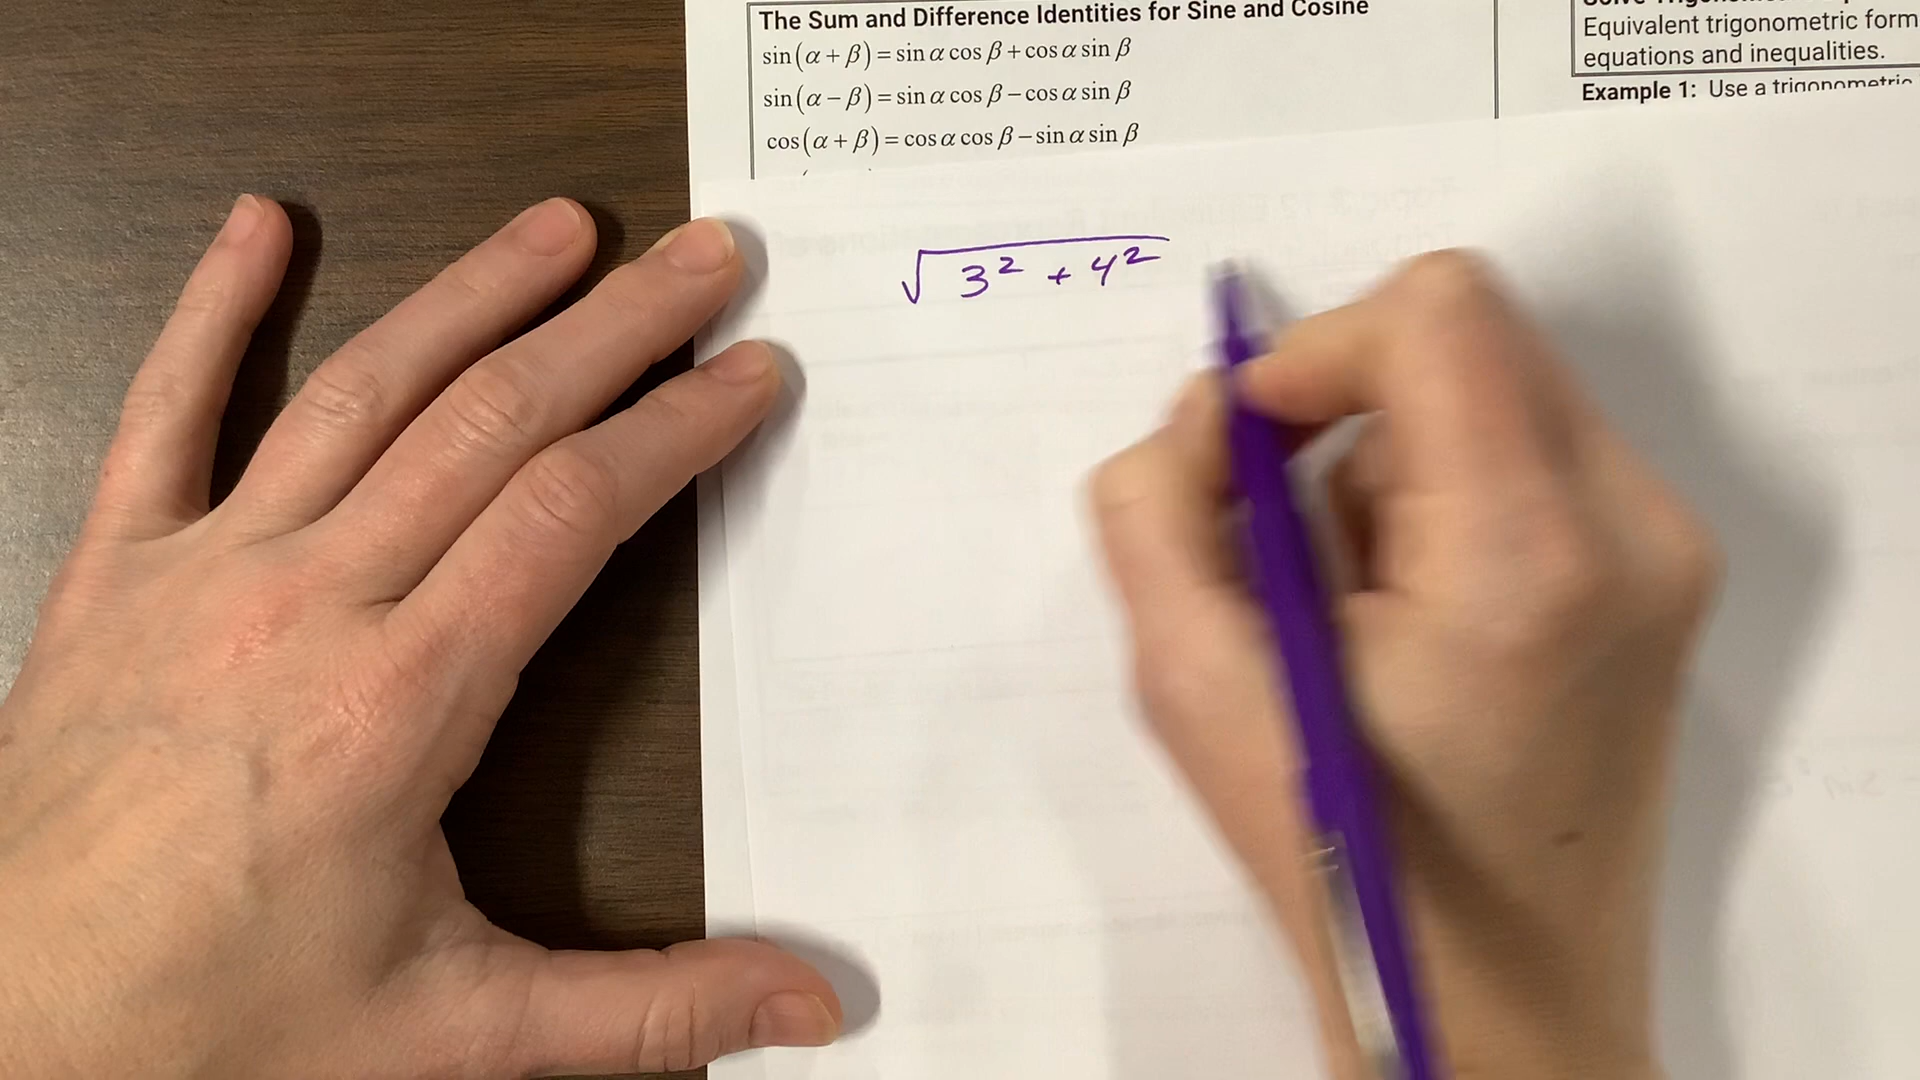 The Sum and Difference Identities for Sine and Cosine
sin(α + β) = sin α cos β + cos α sin β
sin(α − β) = sin α cos β − cos α sin β
cos(α + β) = cos α cos β − sin α sin β
Equivalent trigonometric form
equations and inequalities.
Example 1: Use a trigonometric
√3² + 4²